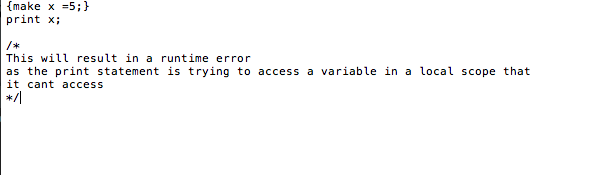 {make x =5;}
print x;

/*
This will result in a runtime error
as the print statement is trying to access a variable in a local scope that
it cant access
*/